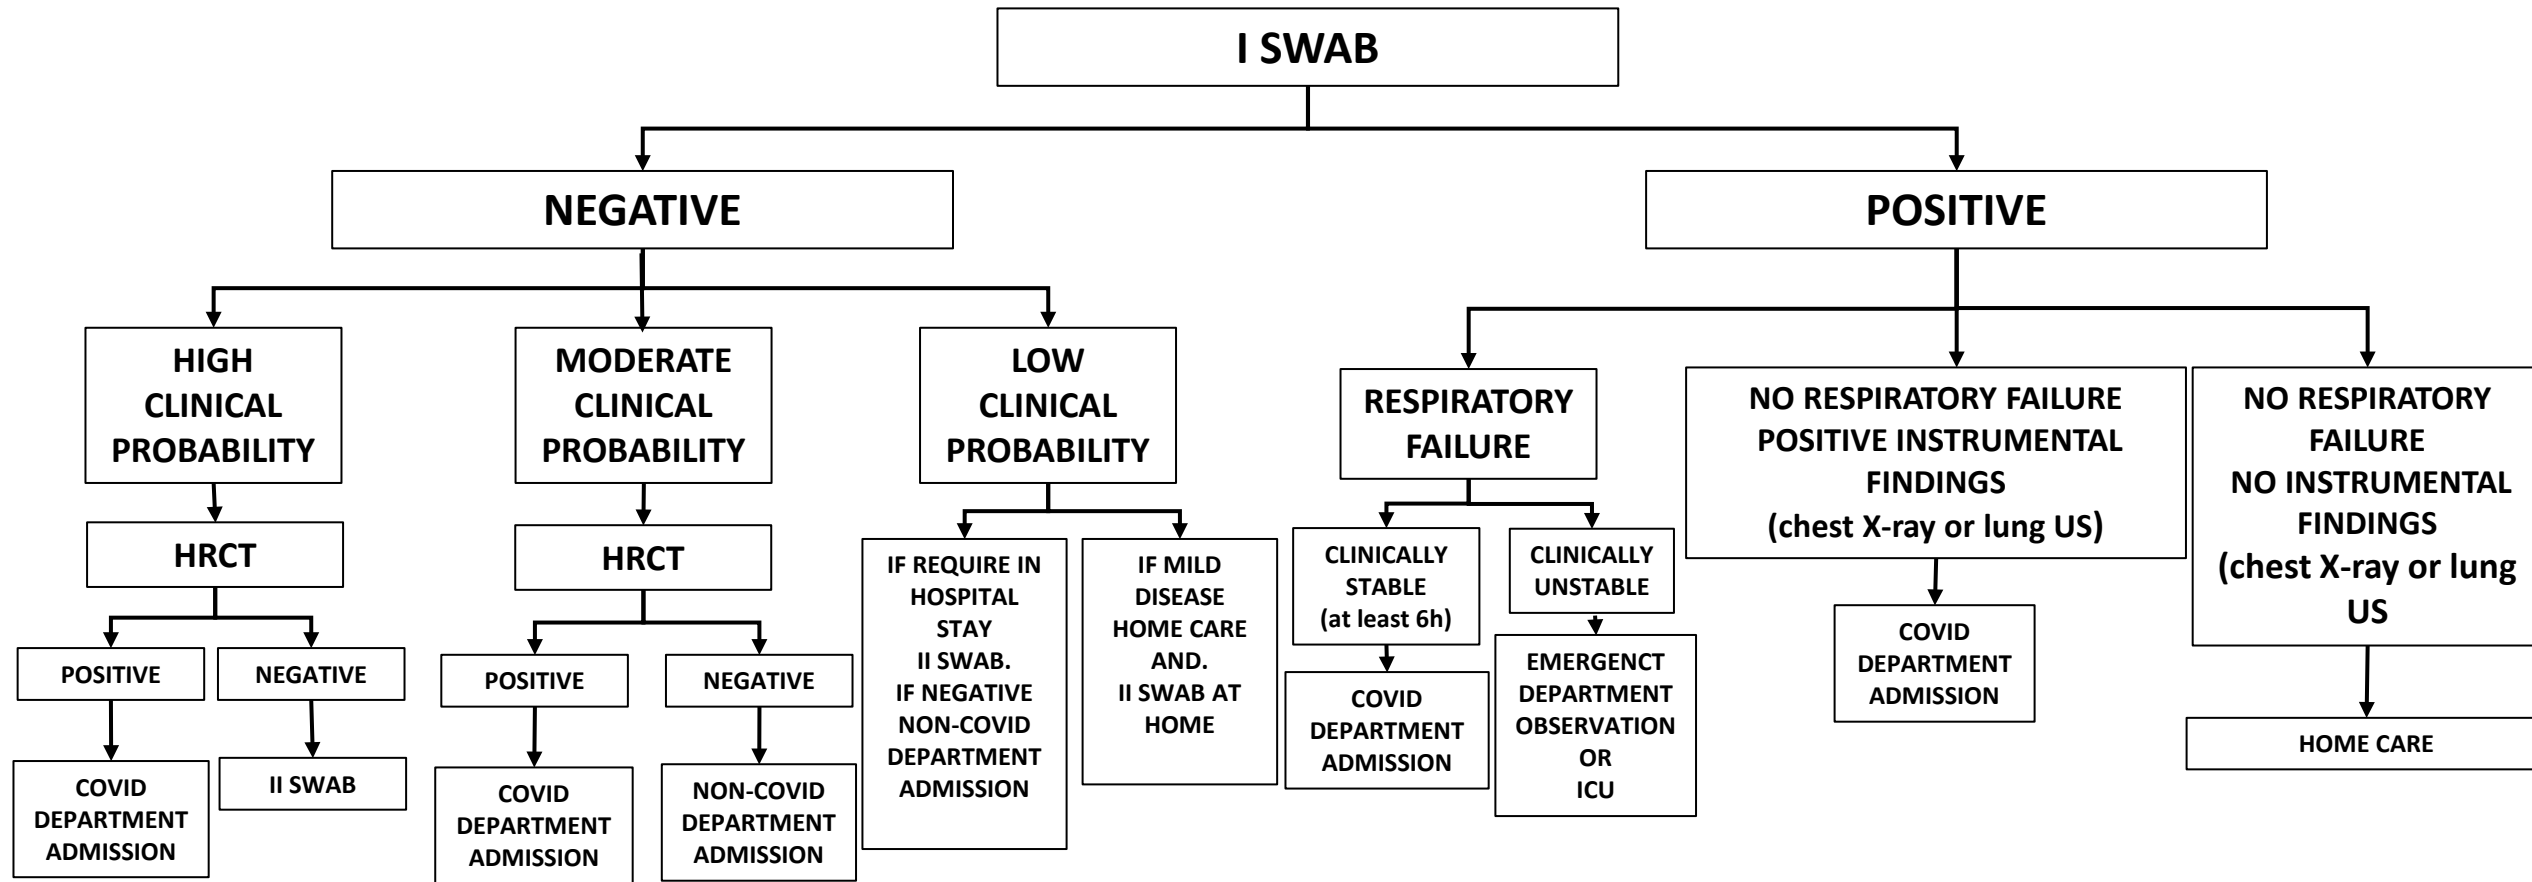 I SWAB
NEGATIVE
POSITIVE
HIGH
CLINICAL
PROBABILITY
MODERATE
CLINICAL
PROBABILITY
LOW
CLINICAL
PROBABILITY
RESPIRATORY
FAILURE
NO RESPIRATORY FAILURE
POSITIVE INSTRUMENTAL
FINDINGS
(chest X-ray or lung US)
NO RESPIRATORY
FAILURE
NO INSTRUMENTAL
FINDINGS
(chest X-ray or lung
US
HRCT
HRCT
IF REQUIRE IN
HOSPITAL
STAY
II SWAB.
IF NEGATIVE
NON-COVID
DEPARTMENT
ADMISSION
IF MILD
DISEASE
HOME CARE
AND.
II SWAB AT
HOME
CLINICALLY
STABLE
(at least 6h)
CLINICALLY
UNSTABLE
POSITIVE
NEGATIVE
POSITIVE
NEGATIVE
COVID
DEPARTMENT
ADMISSION
II SWAB
COVID
DEPARTMENT
ADMISSION
NON-COVID
DEPARTMENT
ADMISSION
COVID
DEPARTMENT
ADMISSION
EMERGENCT
DEPARTMENT
OBSERVATION
OR
ICU
COVID
DEPARTMENT
ADMISSION
HOME CARE